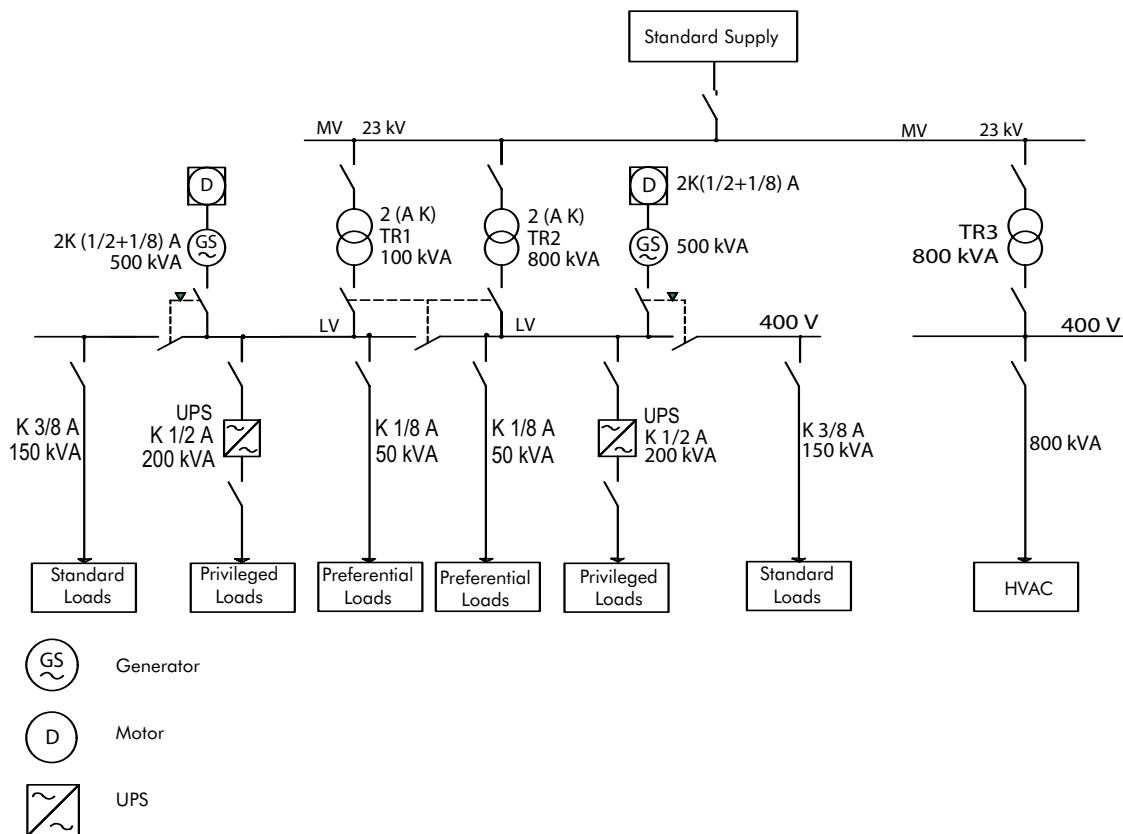 Standard Supply
MV 23 kV
MV 23 kV
D
D
2K(1/2+1/8) A
2K (1/2+1/8) A
500 kVA
GS
2 (A K)
TR1
100 kVA
2 (A K)
TR2
800 kVA
GS
500 kVA
TR3
800 kVA
LV
LV
400 V
400 V
K 3/8 A
150 kVA
UPS
K 1/2 A
200 kVA
K 1/8 A
50 kVA
K 1/8 A
50 kVA
UPS
K 1/2 A
200 kVA
K 3/8 A
150 kVA
800 kVA
Standard
Loads
Privileged
Loads
Preferential
Loads
Preferential
Loads
Privileged
Loads
Standard
Loads
HVAC
GS
Generator
D
Motor
UPS